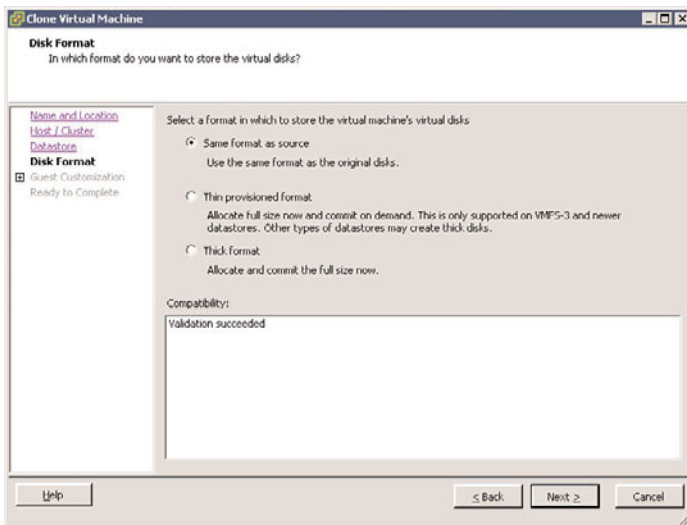 Clone Virtual Machine
Disk Format
In which format do you want to store the virtual disks?
Name and Location
Host / Cluster
Datastore
Disk Format
Guest Customization
Ready to Complete
Select a format in which to store the virtual machine's virtual disks
Same format as source
Use the same format as the original disks.
Thin provisioned format
Allocate full size now and commit on demand. This is only supported on VMFS-3 and newer
datastores. Other types of datastores may create thick disks.
Thick format
Allocate and commit the full size now.
Compatibility:
Validation succeeded
Help
≤ Back
Next ≥
Cancel